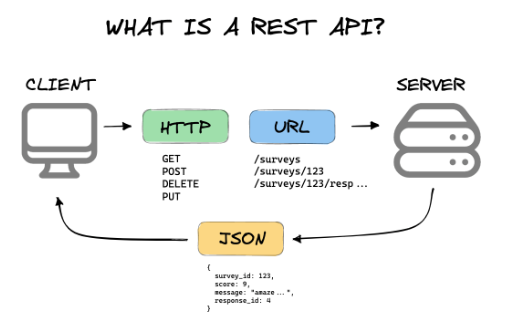 WHAT IS A REST API?
CLIENT
SERVER
HTTP
URL
GET
POST
DELETE
PUT
/surveys
/surveys/123
/surveys/123/resp...
JSON
{
survey_id: 123,
score: 9,
message: "amaze...",
response_id: 4
}